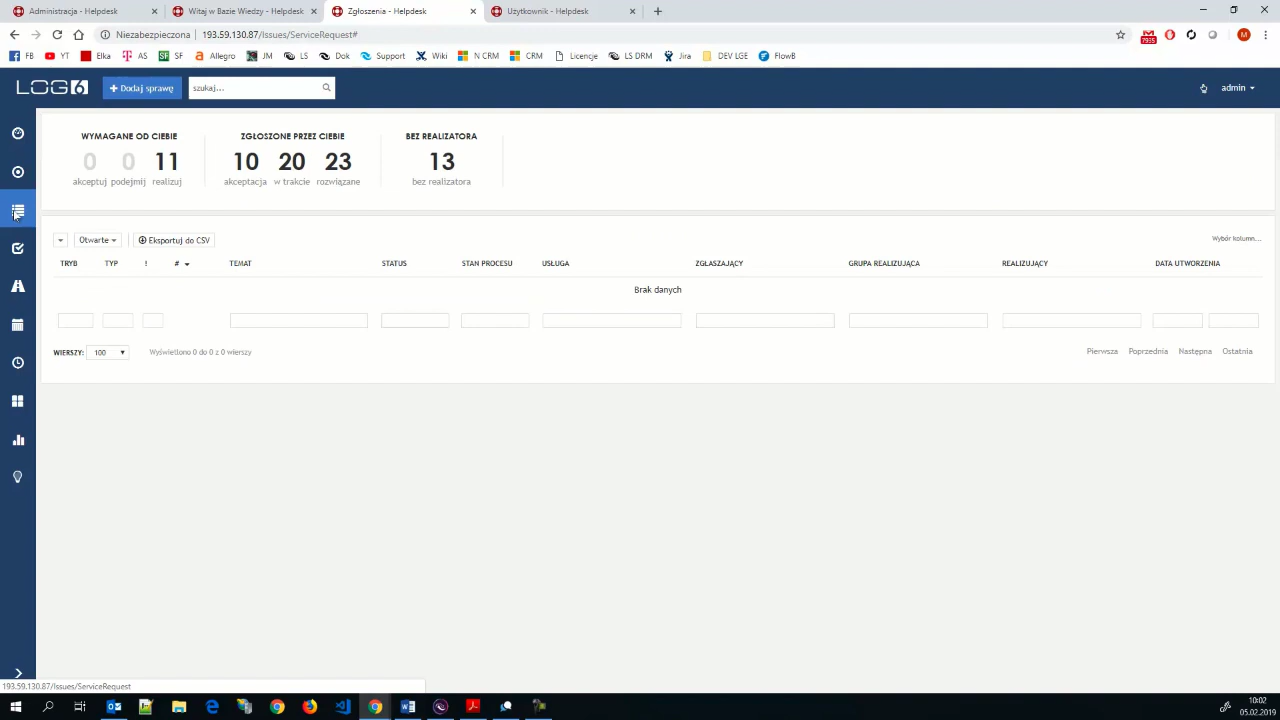 Administracja - Helpdesk
Witaj w Bazie Wiedzy - Helpdesk
Zgłoszenia - Helpdesk
Użytkownik - Helpdesk
Niezabezpieczona
193.59.130.87/Issues/ServiceRequest#
7935
M
FB
YT
Elka
AS
SF
Allegro
JM
LS
Dok
Support
Wiki
N CRM
CRM
Licencje
LS DRM
Jira
DEV LGE
FlowB
LOG6
Dodaj sprawę
szukaj...
admin
WYMAGANE OD CIEBIE
ZGŁOSZONE PRZEZ CIEBIE
BEZ REALIZATORA
0 0 11
10 20 23
13
akceptuj podejmij realizuj
akceptacja w trakcie rozwiązane
bez realizatora
Otwarte
Eksportuj do CSV
Wybór kolumn...
TRYB TYP ! # TEMAT STATUS STAN PROCESU USŁUGA ZGŁASZAJĄCY GRUPA REALIZUJĄCA REALIZUJĄCY DATA UTWORZENIA
Brak danych
WIERSZY: 100
Wyświetlono 0 do 0 z 0 wierszy
Pierwsza Poprzednia Następna Ostatnia
193.59.130.87/Issues/ServiceRequest
10:02
05.02.2019